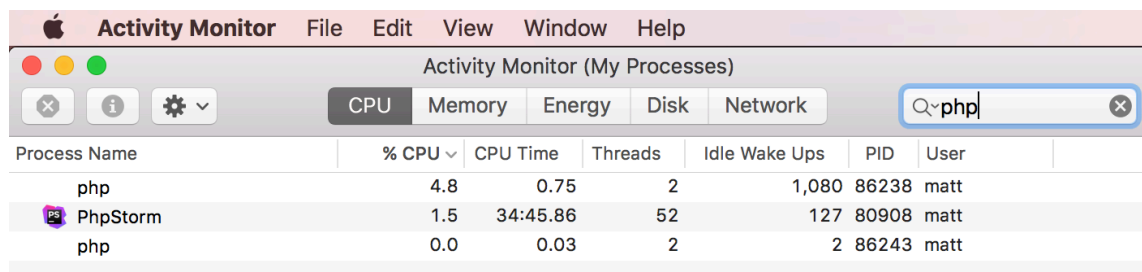 Activity Monitor File Edit View Window Help
Activity Monitor (My Processes)
CPU Memory Energy Disk Network php
Process Name % CPU CPU Time Threads Idle Wake Ups PID User
php 4.8 0.75 2 1,080 86238 matt
PS PhpStorm 1.5 34:45.86 52 127 80908 matt
php 0.0 0.03 2 2 86243 matt